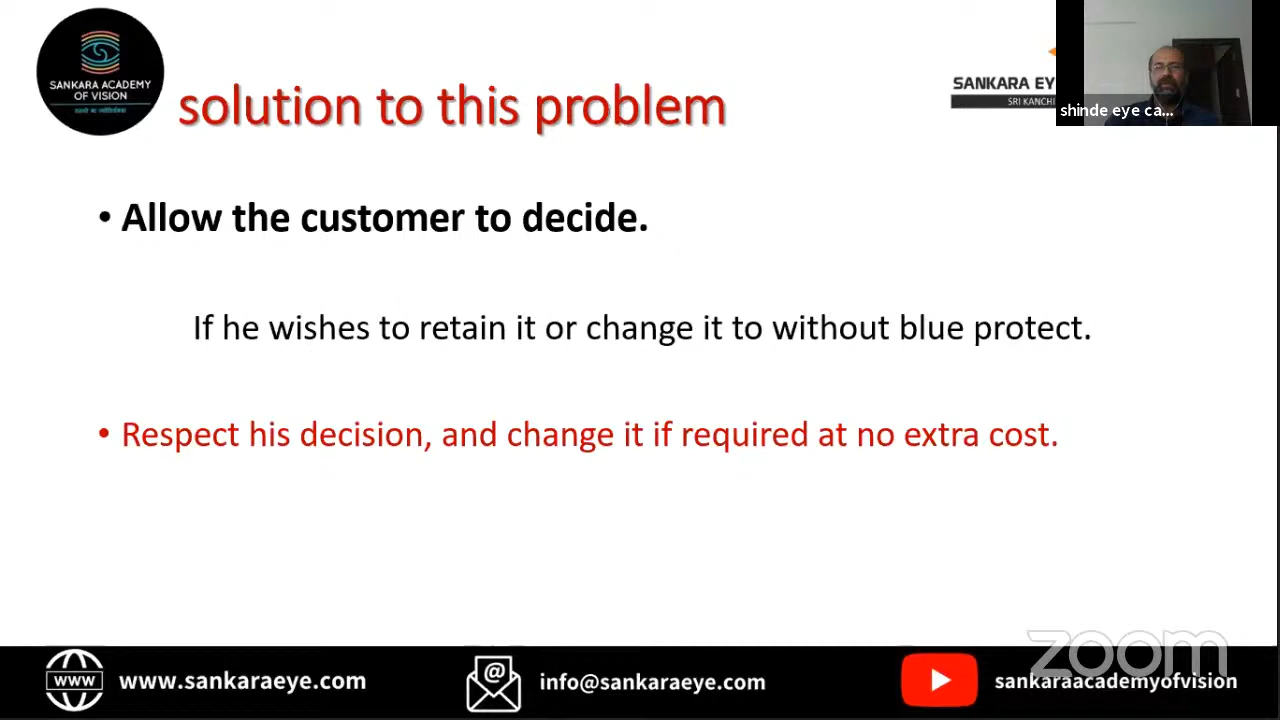 SANKARA ACADEMY
OF VISION
solution to this problem
SANKARA EY
SRI KANCHI
shinde eye ca...
• Allow the customer to decide.
If he wishes to retain it or change it to without blue protect.
• Respect his decision, and change it if required at no extra cost.
zoom
www
www.sankaraeye.com
@
info@sankaraeye.com
sankaraacademyofvision